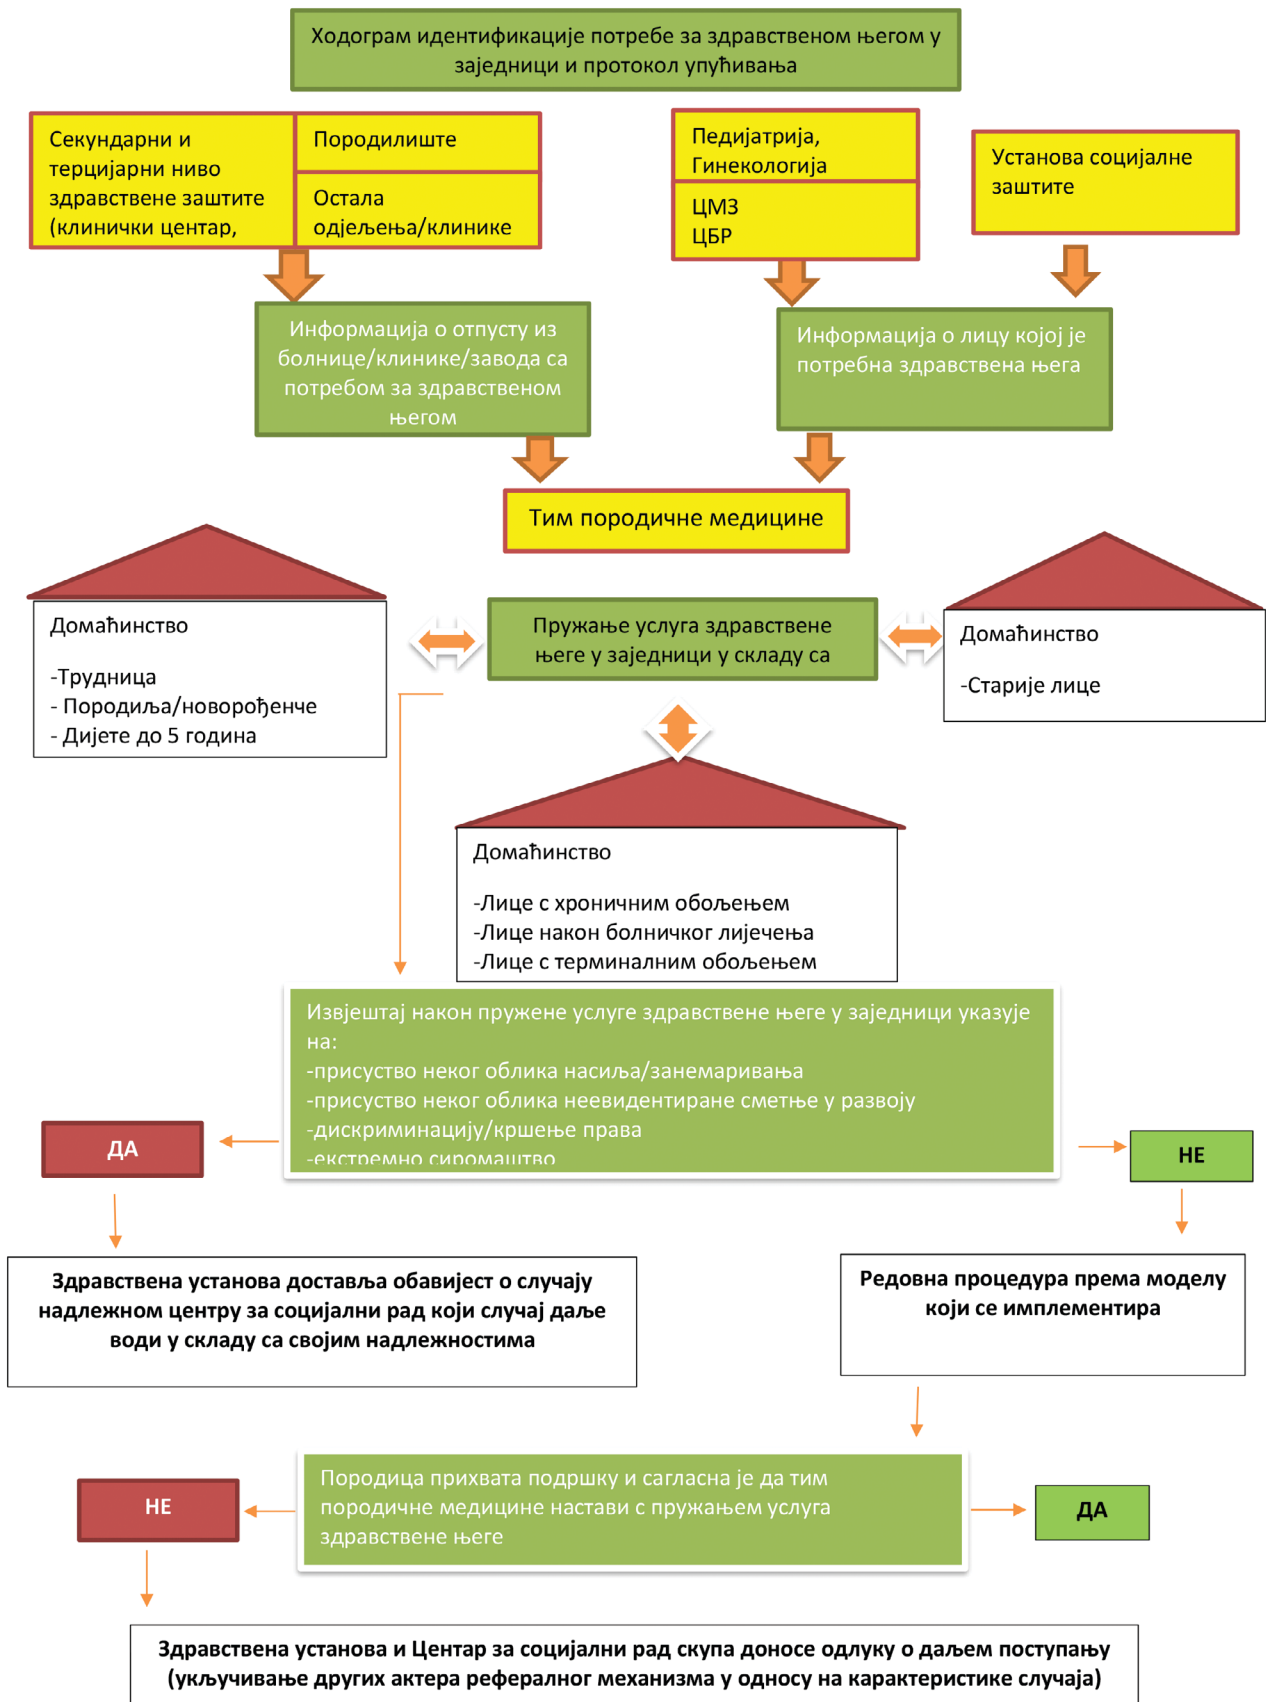 Ходограм идентификације потребе за здравственом његом у
заједници и протокол упућивања
Секундарни и
терцијарни ниво
здравствене заштите
(клинички центар,
Породилиште
Остала
одјељења/клинике
Педијатрија,
Гинекологија
ЦМЗ
ЦБР
Установа социјалне
заштите
Информација о отпусту из
болнице/клинике/завода са
потребом за здравственом
његом
Информација о лицу којој је
потребна здравствена њега
Тим породичне медицине
Домаћинство
-Трудница
- Породиља/новорођенче
- Дијете до 5 година
Пружање услуга здравствене
његе у заједници у складу са
Домаћинство
-Старије лице
Домаћинство
-Лице с хроничним обољењем
-Лице након болничког лијечења
-Лице с терминалним обољењем
Извјештај након пружене услуге здравствене његе у заједници указује
на:
-присуство неког облика насиља/занемаривања
-присуство неког облика неевидентиране сметње у развоју
-дискриминацију/кршење права
-екстремно сиромаштво
ДА
НЕ
Здравствена установа доставља обавијест о случају
надлежном центру за социјални рад који случај даље
води у складу са својим надлежностима
Редовна процедура према моделу
који се имплементира
Породица прихвата подршку и сагласна је да тим
породичне медицине настави с пружањем услуга
здравствене његе
НЕ
ДА
Здравствена установа и Центар за социјални рад скупа доносе одлуку о даљем поступању
(укључивање других актера рефералног механизма у односу на карактеристике случаја)